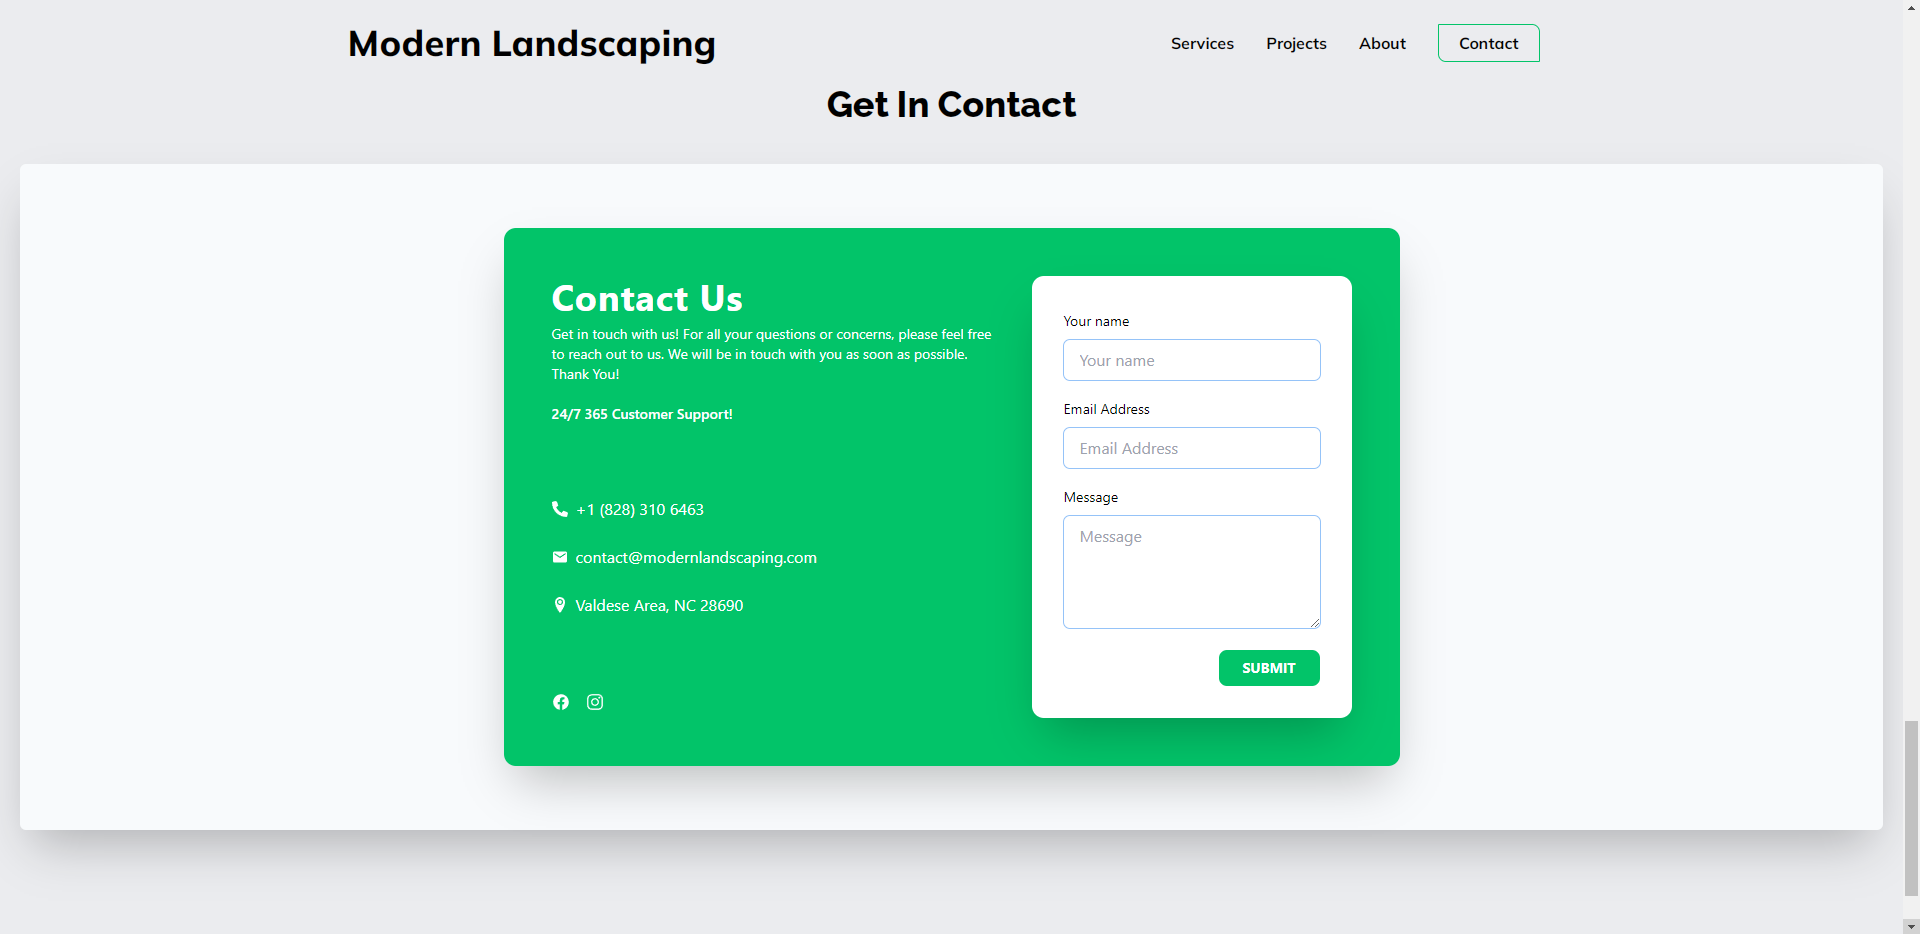 Modern Landscaping
Services
Projects
About
Contact
Get In Contact
Contact Us
Get in touch with us! For all your questions or concerns, please feel free
to reach out to us. We will be in touch with you as soon as possible.
Thank You!
24/7 365 Customer Support!
+1 (828) 310 6463
contact@modernlandscaping.com
Valdese Area, NC 28690
Your name
Your name
Email Address
Email Address
Message
Message
SUBMIT